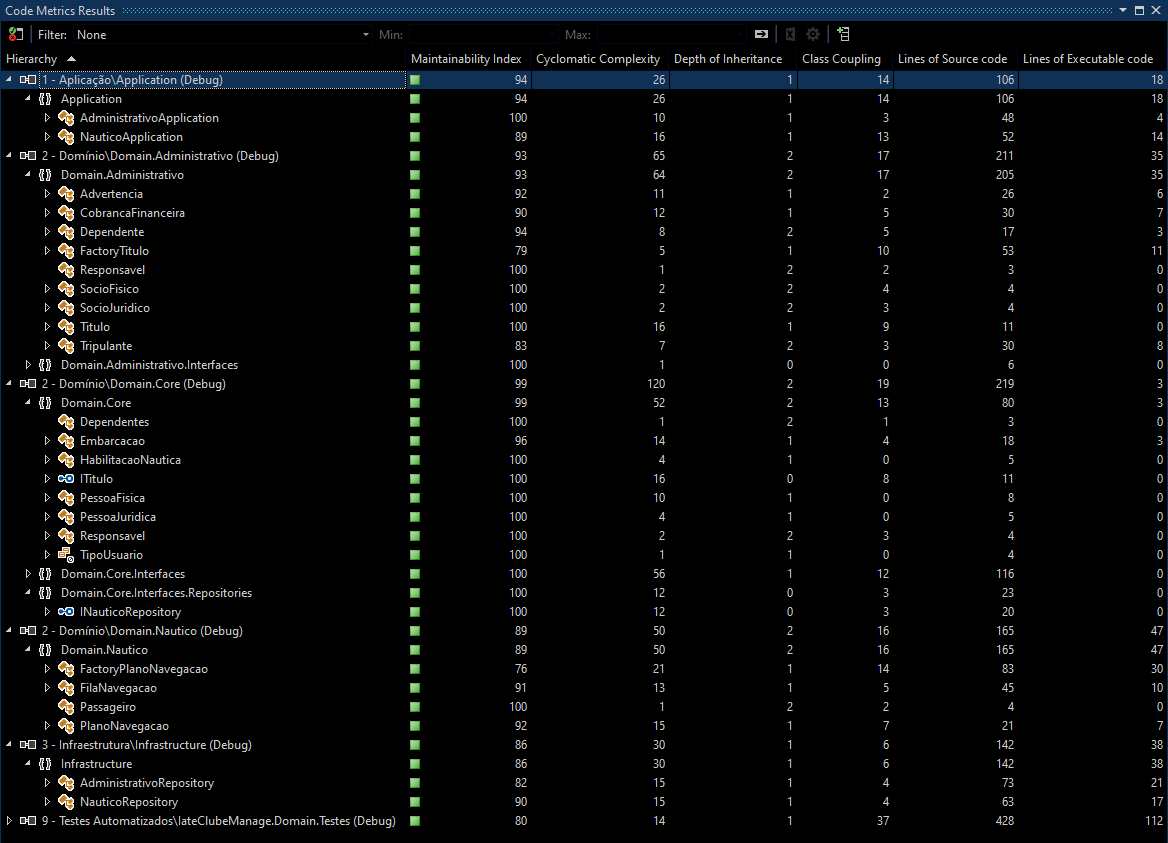 Code Metrics Results
Filter: None Min: Max:
Hierarchy Maintainability Index Cyclomatic Complexity Depth of Inheritance Class Coupling Lines of Source code Lines of Executable code
1 - Aplicação\Application (Debug) 94 26 1 14 106 18
Application 94 26 1 14 106 18
AdministrativoApplication 100 10 1 3 48 4
NauticoApplication 89 16 1 13 52 14
2 - Domínio\Domain.Administrativo (Debug) 93 65 2 17 211 35
Domain.Administrativo 93 64 2 17 205 35
Advertencia 92 11 1 2 26 6
CobrancaFinanceira 90 12 1 5 30 7
Dependente 94 8 2 5 17 3
FactoryTitulo 79 5 1 10 53 11
Responsavel 100 1 2 2 3 0
SocioFisico 100 2 2 4 4 0
SocioJuridico 100 2 2 3 4 0
Titulo 100 16 1 9 11 0
Tripulante 83 7 2 3 30 8
Domain.Administrativo.Interfaces 100 1 0 0 6 0
2 - Domínio\Domain.Core (Debug) 99 120 2 19 219 3
Domain.Core 99 52 2 13 80 3
Dependentes 100 1 2 1 3 0
Embarcacao 96 14 1 4 18 3
HabilitacaoNautica 100 4 1 0 5 0
ITitulo 100 16 0 8 11 0
PessoaFisica 100 10 1 0 8 0
PessoaJuridica 100 4 1 0 5 0
Responsavel 100 2 2 3 4 0
TipoUsuario 100 1 1 0 4 0
Domain.Core.Interfaces 100 56 1 12 116 0
Domain.Core.Interfaces.Repositories 100 12 0 3 23 0
INauticoRepository 100 12 0 3 20 0
2 - Domínio\Domain.Nautico (Debug) 89 50 2 16 165 47
Domain.Nautico 89 50 2 16 165 47
FactoryPlanoNavegacao 76 21 1 14 83 30
FilaNavegacao 91 13 1 5 45 10
Passageiro 100 1 2 2 4 0
PlanoNavegacao 92 15 1 7 21 7
3 - Infraestrutura\Infrastructure (Debug) 86 30 1 6 142 38
Infrastructure 86 30 1 6 142 38
AdministrativoRepository 82 15 1 4 73 21
NauticoRepository 90 15 1 4 63 17
9 - Testes Automatizados\IateClubeManage.Domain.Testes (Debug) 80 14 1 37 428 112